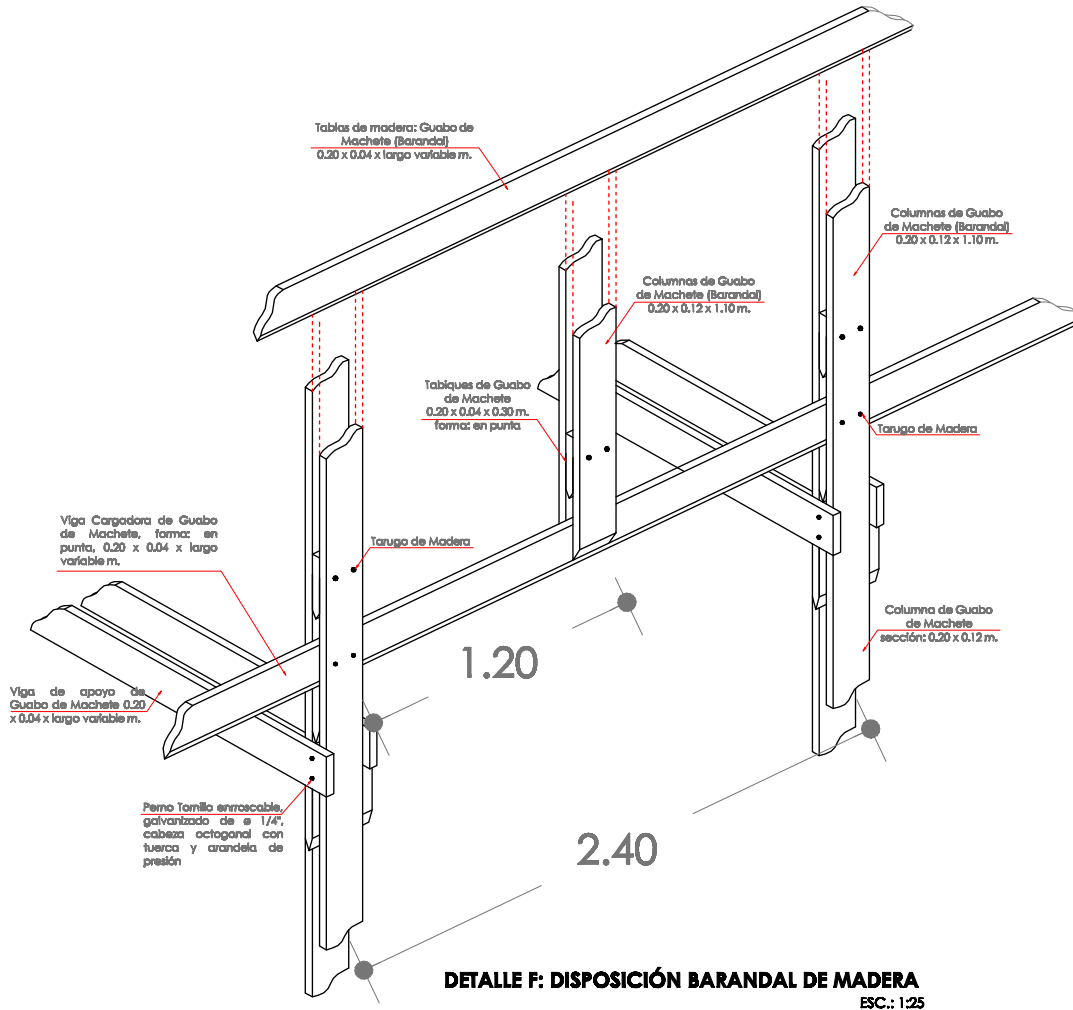 Tablas de madera: Guabo de
Machete (Barandal)
0.20 x 0.04 x largo variable m.
Columnas de Guabo
de Machete (Barandal)
0.20 x 0.12 x 1.10 m.
Columnas de Guabo
de Machete (Barandal)
0.20 x 0.12 x 1.10 m.
Tabiques de Guabo
de Machete
0.20 x 0.04 x 0.30 m.
forma: en punta
Tarugo de Madera
Viga Cargadora de Guabo
de Machete, forma: en
punta, 0.20 x 0.04 x largo
variable m.
Tarugo de Madera
Columna de Guabo
de Machete
sección: 0.20 x 0.12 m.
1.20
Viga de apoyo de
Guabo de Machete 0.20
x 0.04 x largo variable m.
Perno Tornillo enrroscable,
galvanizado de ø 1/4",
cabeza octogonal con
tuerca y arandela de
presión
2.40
DETALLE F: DISPOSICIÓN BARANDAL DE MADERA
ESC.: 1:25